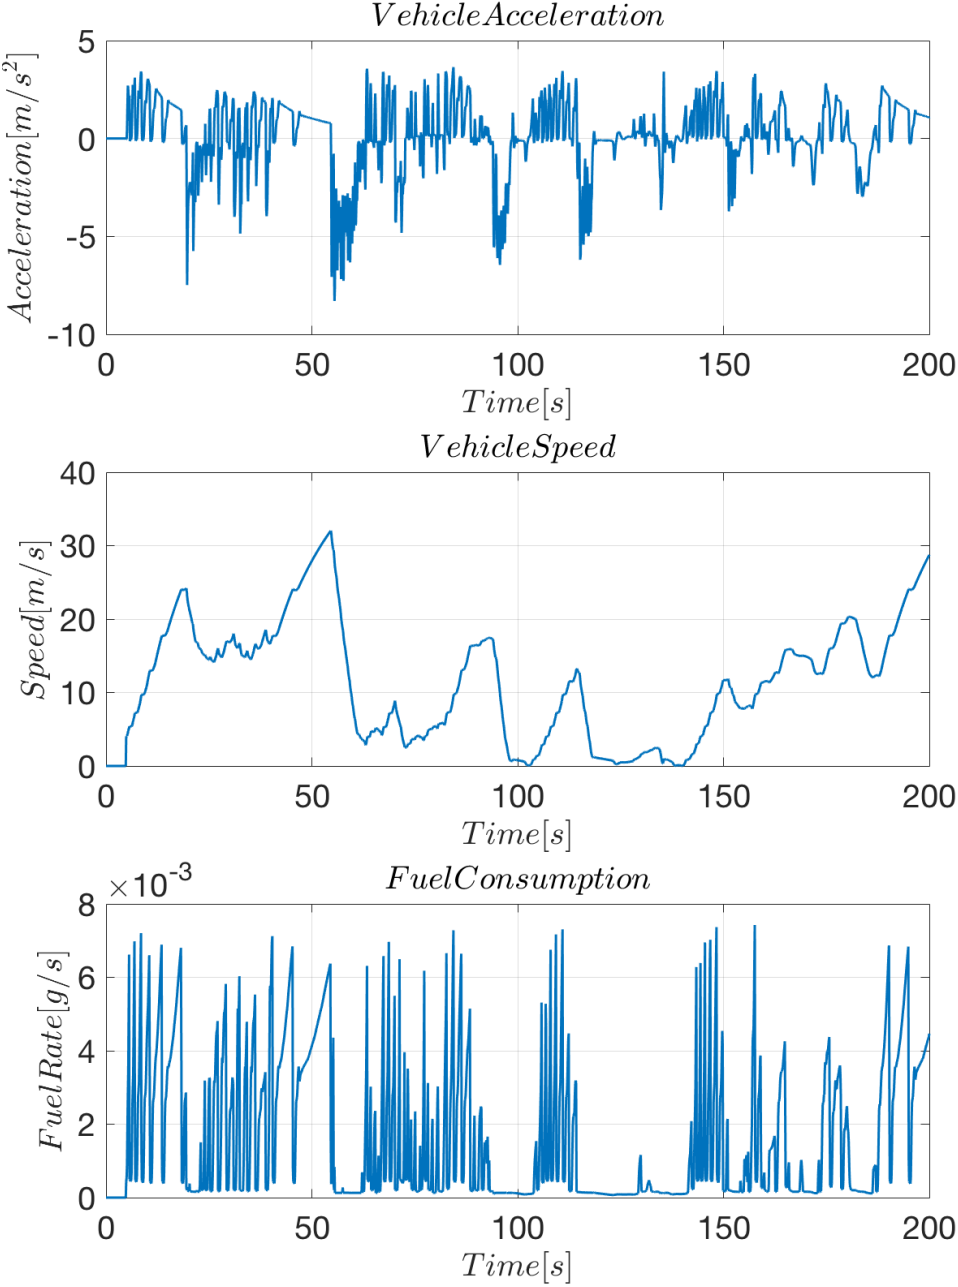 VehicleAcceleration
Acceleration[m/s²]
5
0
-5
-10
0 50 100 150 200
Time[s]
VehicleSpeed
Speed[m/s]
40
30
20
10
0
0 50 100 150 200
Time[s]
×10⁻³
FuelConsumption
FuelRate[g/s]
8
6
4
2
0
0 50 100 150 200
Time[s]